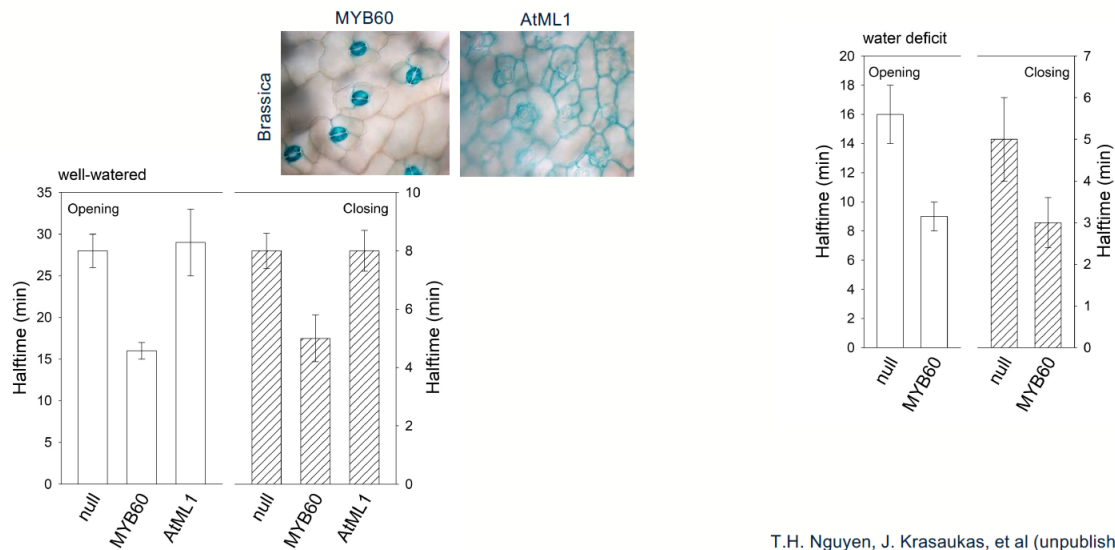 MYB60
AtML1
Brassica
well-watered
Opening
Closing
Halftime (min)
35
30
25
20
15
10
5
0
10
8
6
4
2
0
Halftime (min)
null
MYB60
AtML1
null
MYB60
AtML1
water deficit
Opening
Closing
Halftime (min)
20
18
16
14
12
10
8
6
4
2
0
7
6
5
4
3
2
1
0
Halftime (min)
null
MYB60
null
MYB60
T.H. Nguyen, J. Krasaukas, et al (unpublish